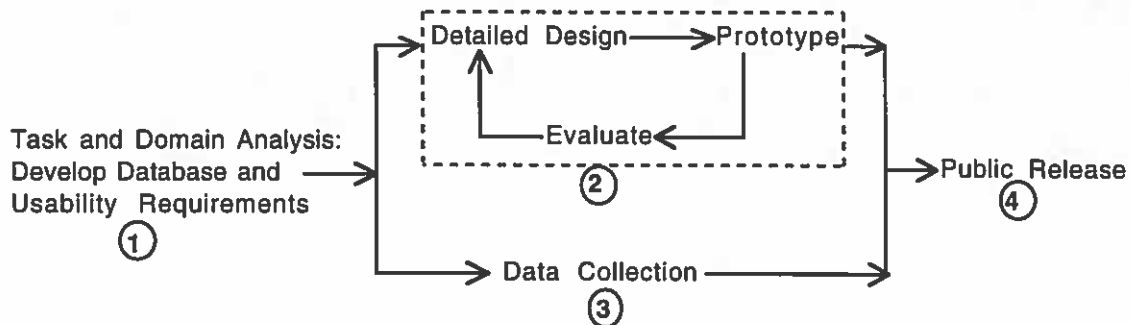 Detailed Design
Prototype
Evaluate
2
Task and Domain Analysis:
Develop Database and
Usability Requirements
1
Public Release
4
Data Collection
3